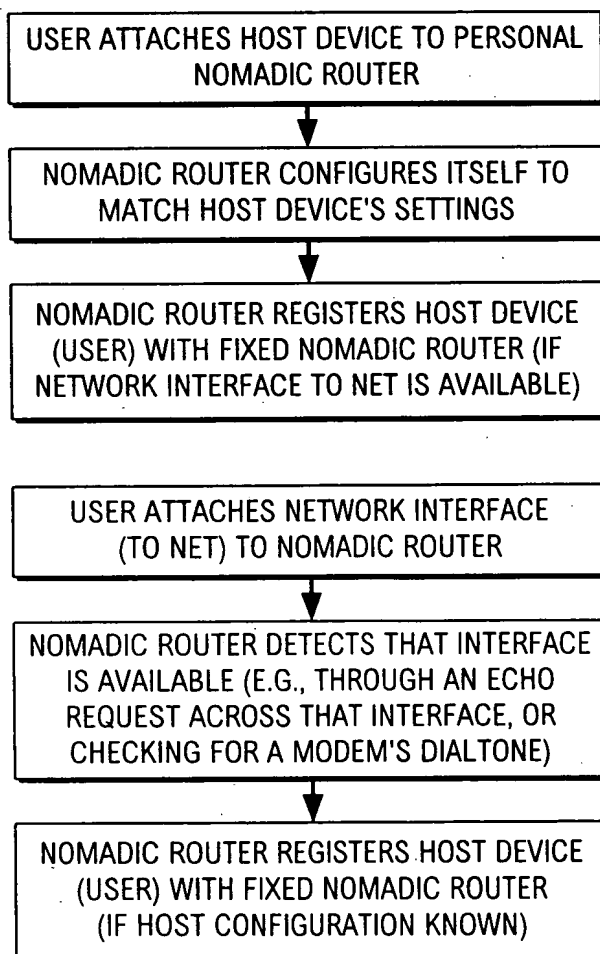 USER ATTACHES HOST DEVICE TO PERSONAL
NOMADIC ROUTER
NOMADIC ROUTER CONFIGURES ITSELF TO
MATCH HOST DEVICE'S SETTINGS
NOMADIC ROUTER REGISTERS HOST DEVICE
(USER) WITH FIXED NOMADIC ROUTER (IF
NETWORK INTERFACE TO NET IS AVAILABLE)
USER ATTACHES NETWORK INTERFACE
(TO NET) TO NOMADIC ROUTER
NOMADIC ROUTER DETECTS THAT INTERFACE
IS AVAILABLE (E.G., THROUGH AN ECHO
REQUEST ACROSS THAT INTERFACE, OR
CHECKING FOR A MODEM'S DIALTONE)
NOMADIC ROUTER REGISTERS HOST DEVICE
(USER) WITH FIXED NOMADIC ROUTER
(IF HOST CONFIGURATION KNOWN)